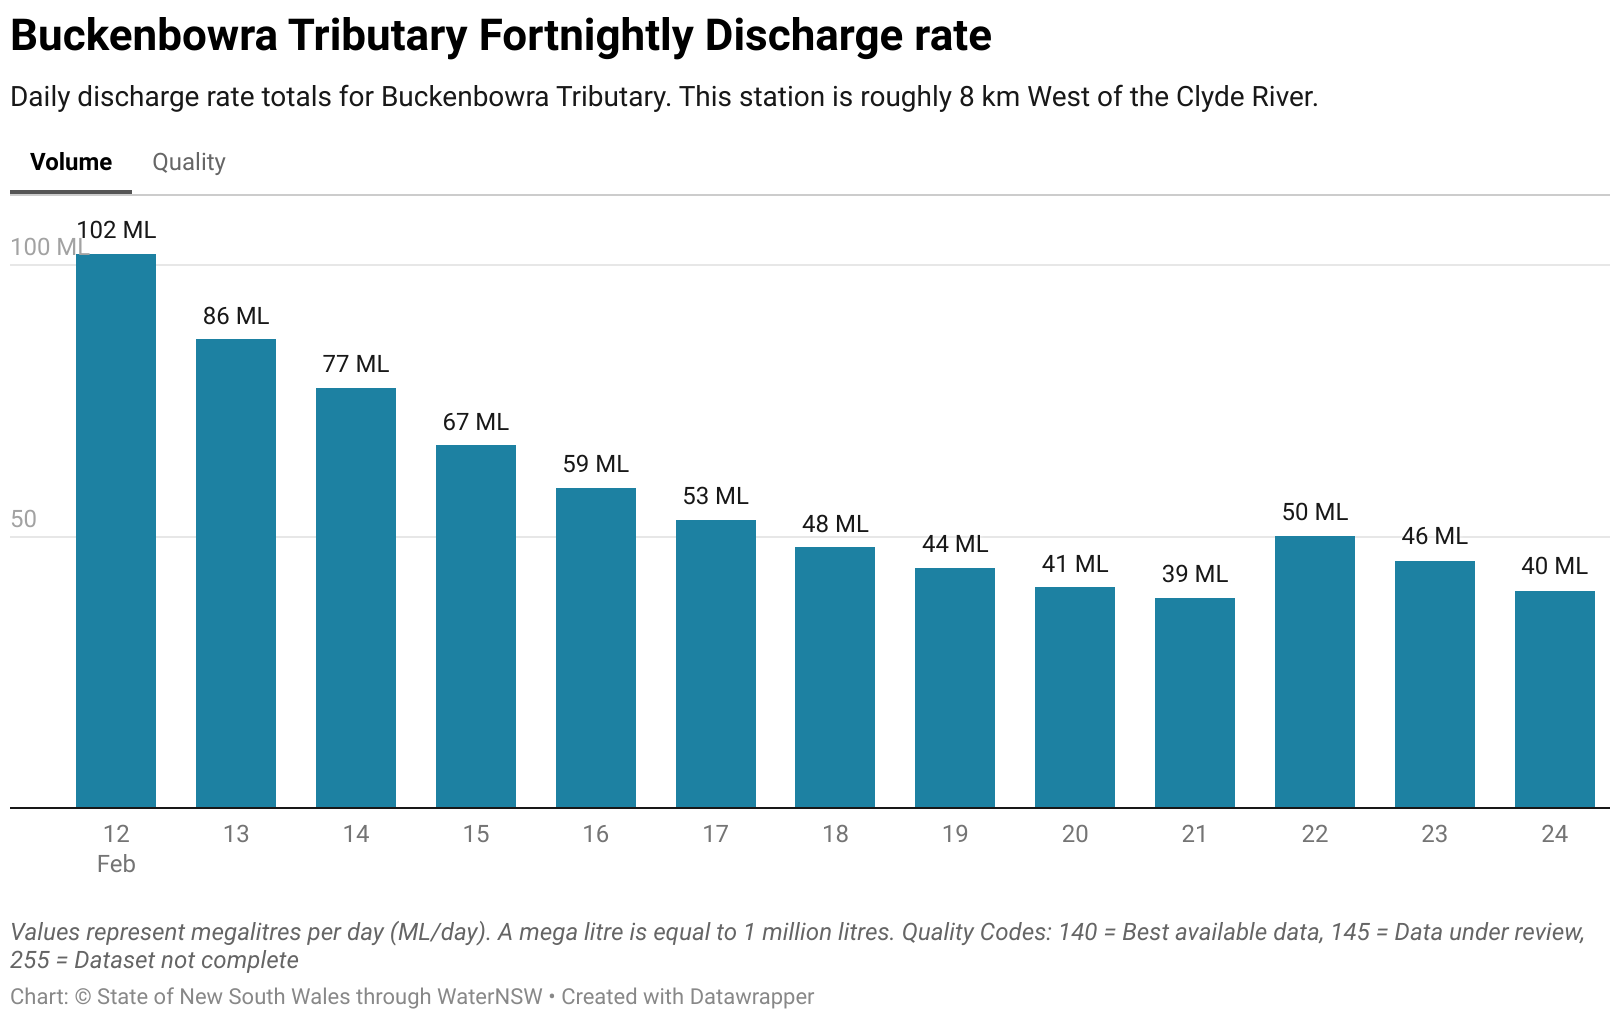 Buckenbowra Tributary Fortnightly Discharge rate
Daily discharge rate totals for Buckenbowra Tributary. This station is roughly 8 km West of the Clyde River.
Volume Quality
102 ML
100 ML
86 ML
77 ML
67 ML
59 ML
53 ML
50
48 ML
44 ML
41 ML
39 ML
50 ML
46 ML
40 ML
12 13 14 15 16 17 18 19 20 21 22 23 24
Feb
Values represent megalitres per day (ML/day). A mega litre is equal to 1 million litres. Quality Codes: 140 = Best available data, 145 = Data under review,
255 = Dataset not complete
Chart: © State of New South Wales through WaterNSW • Created with Datawrapper